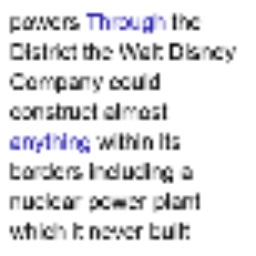 powers Through the
District the Walt Disney
Company could
construct almost
anything within its
borders including a
nuclear power plant
which it never built